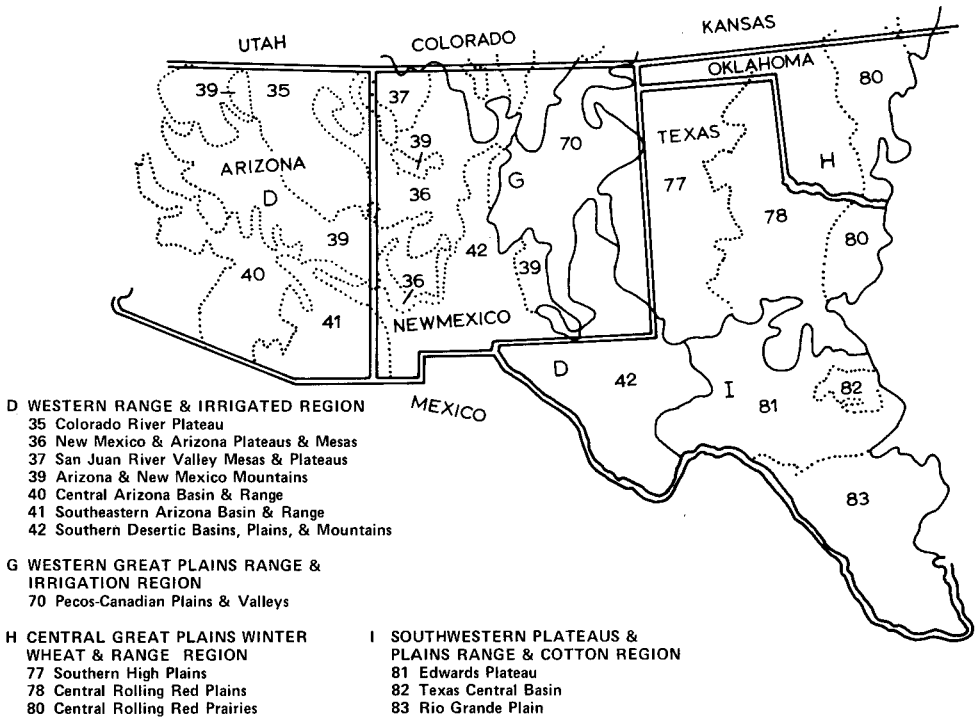 KANSAS
UTAH
COLORADO
OKLAHOMA
80
39
35
37
TEXAS
39
70
ARIZONA
H
G
77
D
36
78
39
42
80
40
36
39
41
NEWMEXICO
D
42
I
82
81
MEXICO
83
D WESTERN RANGE & IRRIGATED REGION
35 Colorado River Plateau
36 New Mexico & Arizona Plateaus & Mesas
37 San Juan River Valley Mesas & Plateaus
39 Arizona & New Mexico Mountains
40 Central Arizona Basin & Range
41 Southeastern Arizona Basin & Range
42 Southern Desertic Basins, Plains, & Mountains
G WESTERN GREAT PLAINS RANGE &
IRRIGATION REGION
70 Pecos-Canadian Plains & Valleys
H CENTRAL GREAT PLAINS WINTER
WHEAT & RANGE REGION
77 Southern High Plains
78 Central Rolling Red Plains
80 Central Rolling Red Prairies
I SOUTHWESTERN PLATEAUS &
PLAINS RANGE & COTTON REGION
81 Edwards Plateau
82 Texas Central Basin
83 Rio Grande Plain